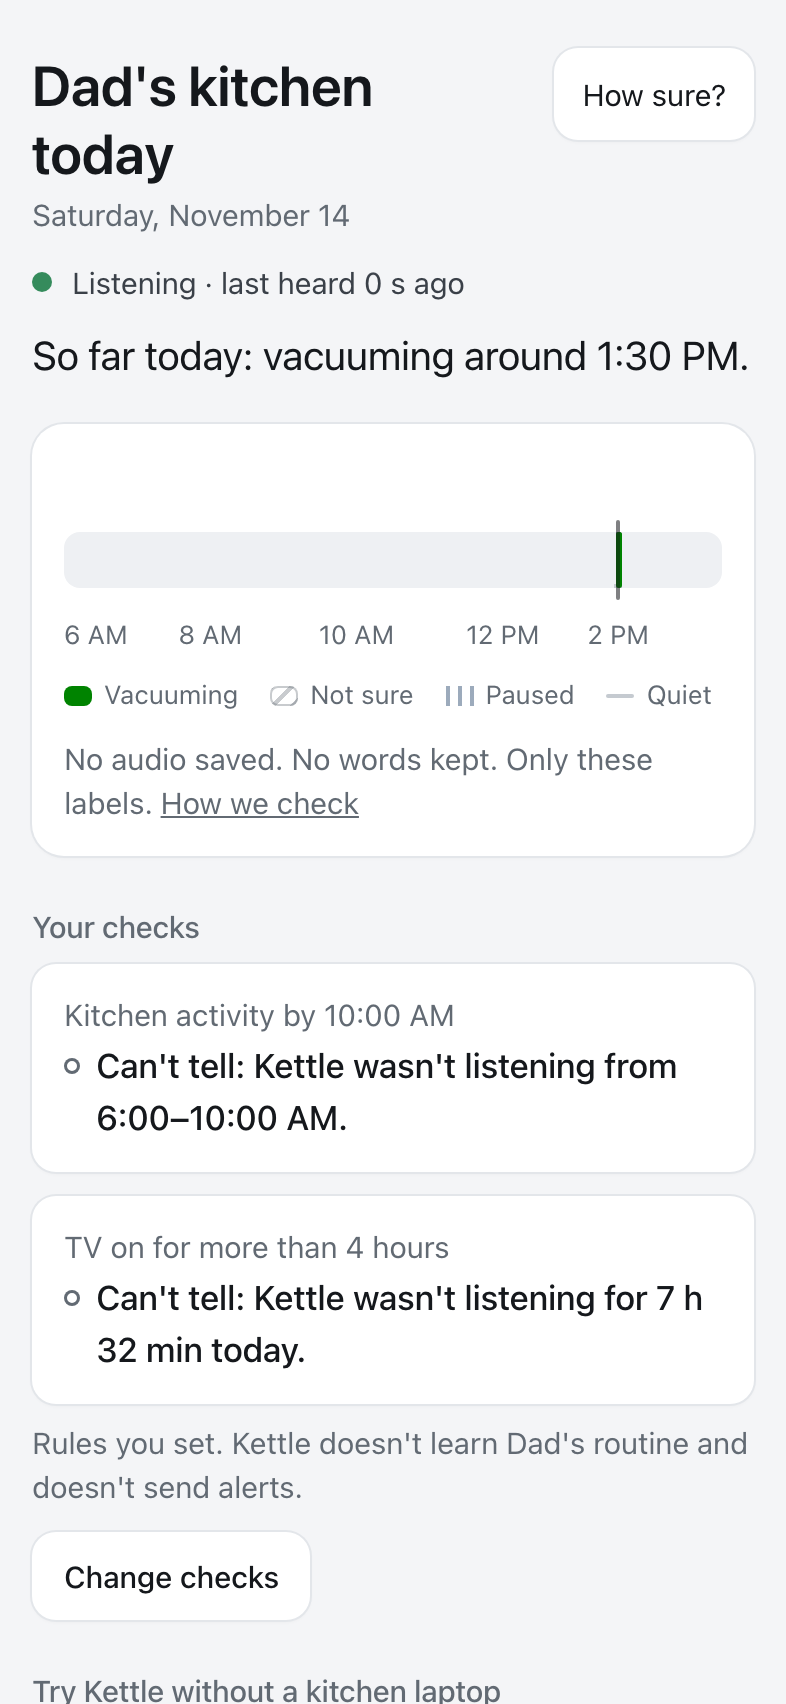 Dad's kitchen
today
How sure?
Saturday, November 14
Listening · last heard 0 s ago
So far today: vacuuming around 1:30 PM.
6 AM 8 AM 10 AM 12 PM 2 PM
Vacuuming Not sure Paused Quiet
No audio saved. No words kept. Only these
labels. How we check
Your checks
Kitchen activity by 10:00 AM
Can't tell: Kettle wasn't listening from
6:00–10:00 AM.
TV on for more than 4 hours
Can't tell: Kettle wasn't listening for 7 h
32 min today.
Rules you set. Kettle doesn't learn Dad's routine and
doesn't send alerts.
Change checks
Try Kettle without a kitchen laptop